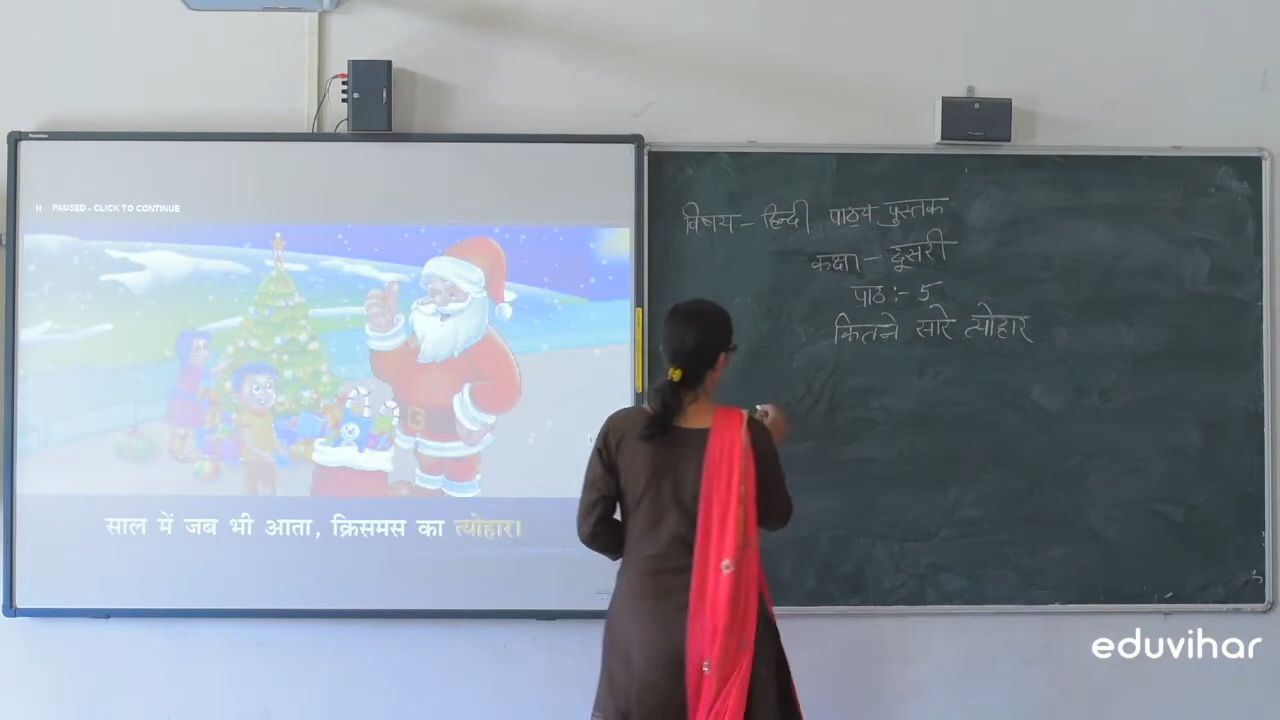 PAUSED - CLICK TO CONTINUE
साल में जब भी आता, क्रिसमस का त्योहार।
विषय - हिन्दी पाठ्य पुस्तक
कक्षा - दूसरी
पाठ :- 5
कितने सारे त्योहार
eduvihar